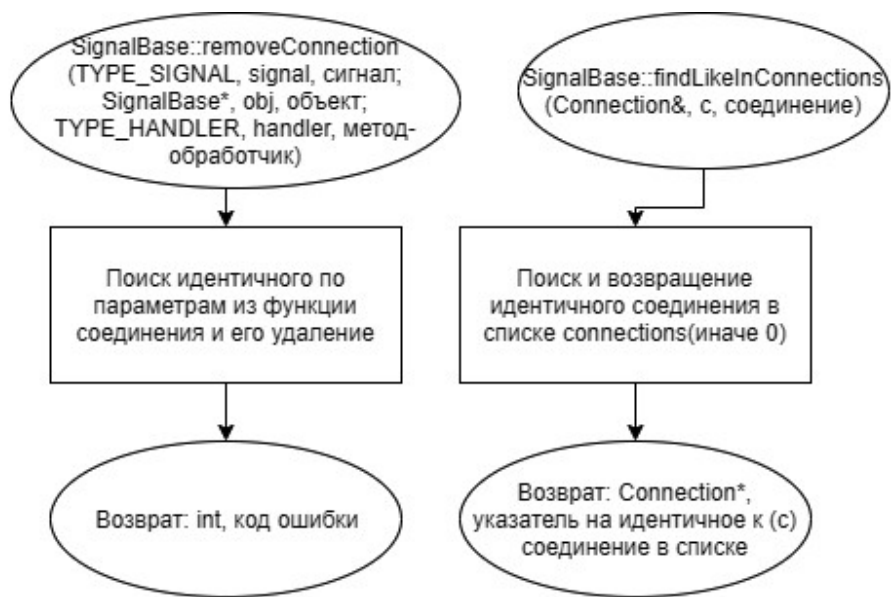 SignalBase::removeConnection
(TYPE_SIGNAL, signal, сигнал;
SignalBase*, obj, объект;
TYPE_HANDLER, handler, метод-
обработчик)
Поиск идентичного по
параметрам из функции
соединения и его удаление
Возврат: int, код ошибки
SignalBase::findLikeInConnections
(Connection&, c, соединение)
Поиск и возвращение
идентичного соединения в
списке connections(иначе 0)
Возврат: Connection*,
указатель на идентичное к (c)
соединение в списке